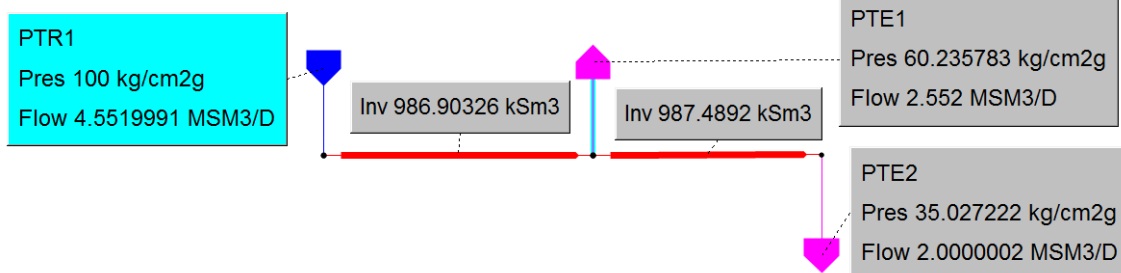 PTR1
Pres 100 kg/cm2g
Flow 4.5519991 MSM3/D
Inv 986.90326 kSm3
Inv 987.4892 kSm3
PTE1
Pres 60.235783 kg/cm2g
Flow 2.552 MSM3/D
PTE2
Pres 35.027222 kg/cm2g
Flow 2.0000002 MSM3/D